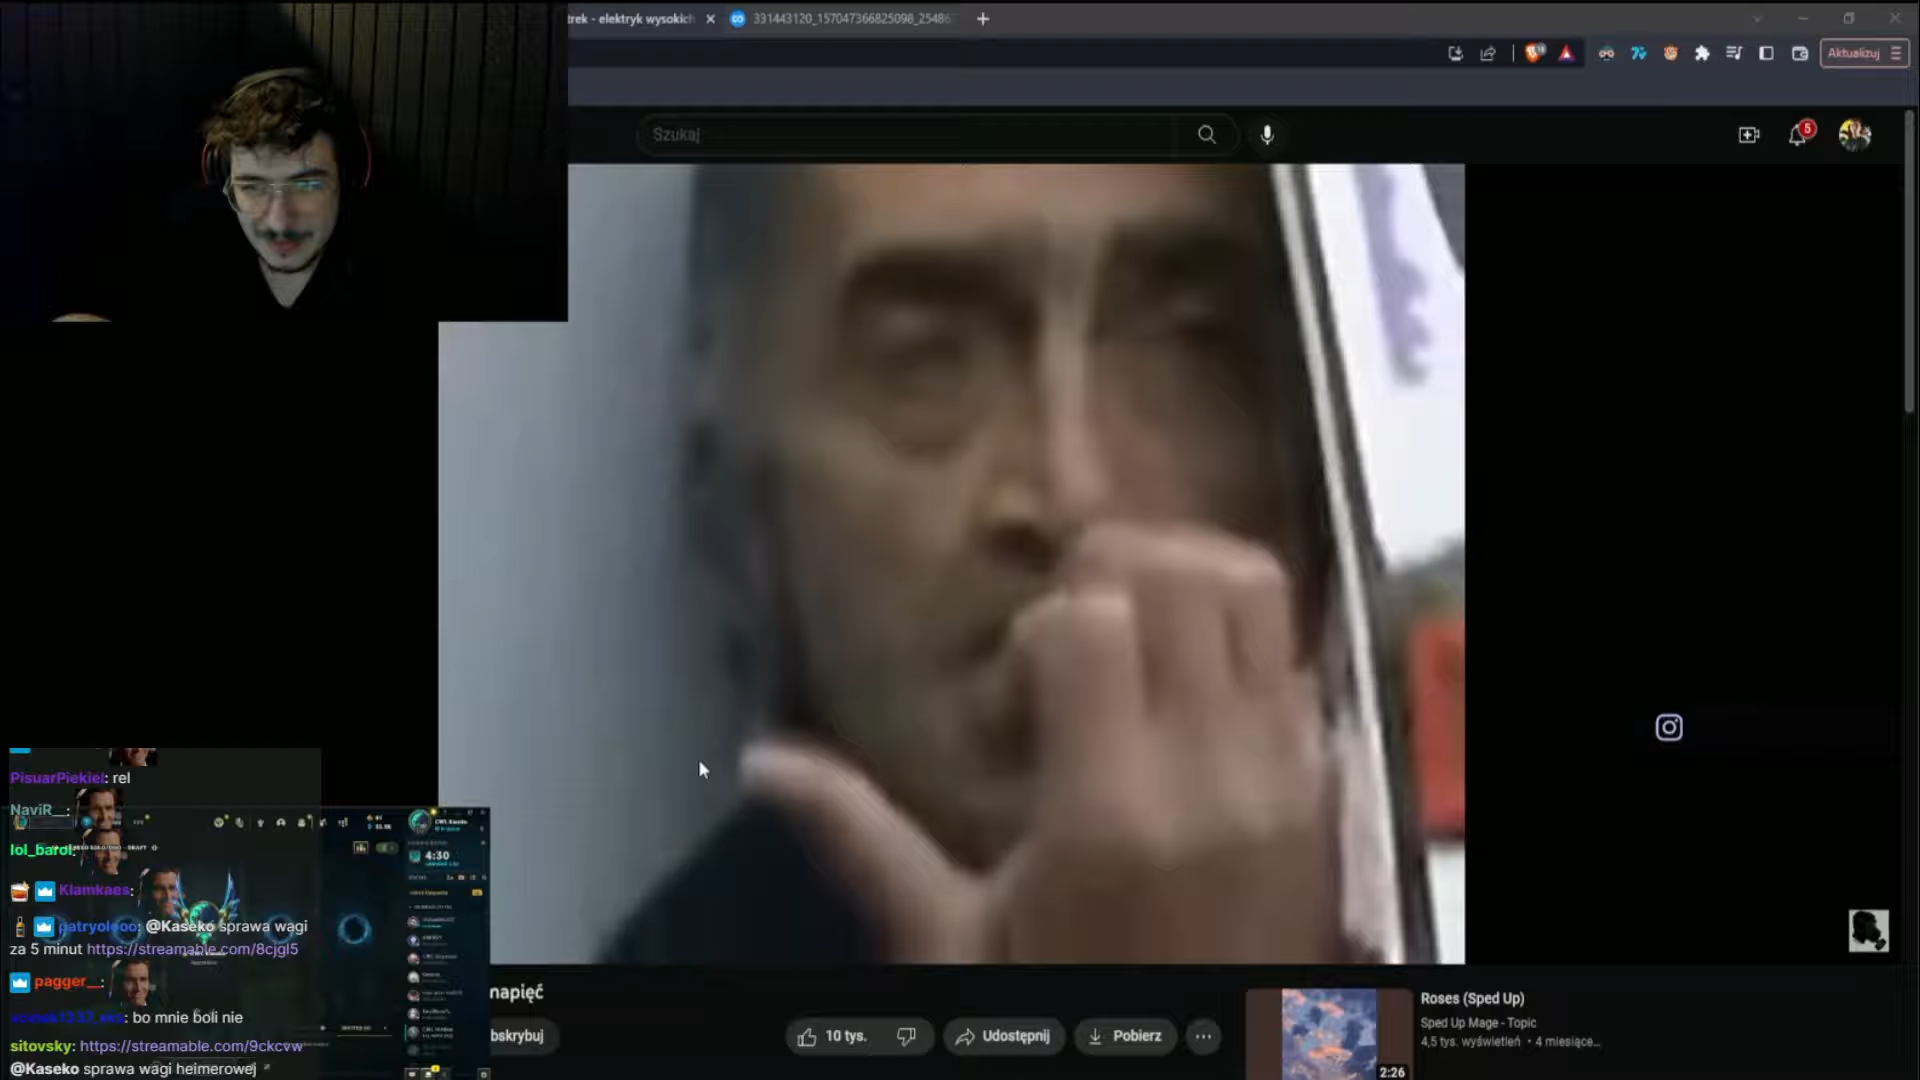 trek - elektryk wysokich
331443120_157047366825098_25486
Aktualizuj
Szukaj
5
PisuarPiekiel: rel
NaviR__:
lol_barol:
4:30
Klamkaes:
patryolooo: @Kaseko sprawa wagi
za 5 minut https://streamable.com/8cjgl5
pagger__:
: bo mnie boli nie
sitovsky: https://streamable.com/9ckcvw
@Kaseko sprawa wagi heimerowej
napięć
bskrybuj
10 tys.
Udostępnij
Pobierz
Roses (Sped Up)
Sped Up Mage - Topic
4,5 tys. wyświetleń • 4 miesiące...
2:26